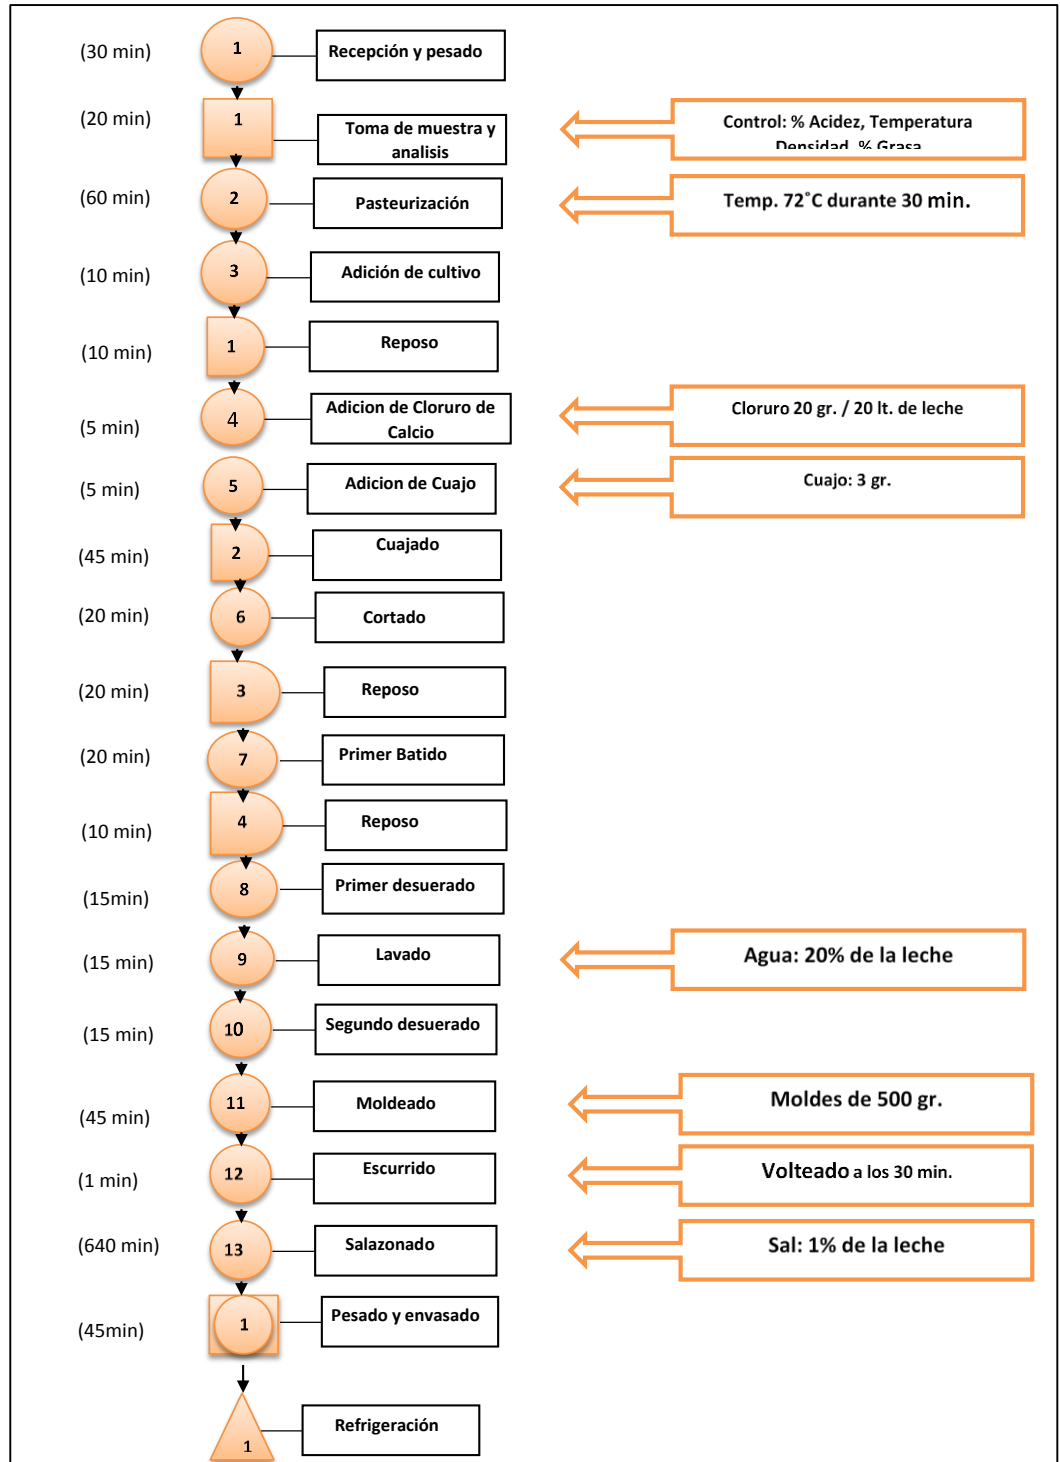 (30 min)
1
Recepción y pesado
(20 min)
1
Toma de muestra y
analisis
Control: % Acidez, Temperatura
Densidad, % Grasa
(60 min)
2
Pasteurización
Temp. 72°C durante 30 min.
(10 min)
3
Adición de cultivo
(10 min)
1
Reposo
(5 min)
4
Adicion de Cloruro de
Calcio
Cloruro 20 gr. / 20 lt. de leche
(5 min)
5
Adicion de Cuajo
Cuajo: 3 gr.
(45 min)
2
Cuajado
(20 min)
6
Cortado
(20 min)
3
Reposo
(20 min)
7
Primer Batido
(10 min)
4
Reposo
(15min)
8
Primer desuerado
(15 min)
9
Lavado
Agua: 20% de la leche
(15 min)
10
Segundo desuerado
(45 min)
11
Moldeado
Moldes de 500 gr.
(1 min)
12
Escurrido
Volteado a los 30 min.
(640 min)
13
Salazonado
Sal: 1% de la leche
(45min)
1
Pesado y envasado
1
Refrigeración